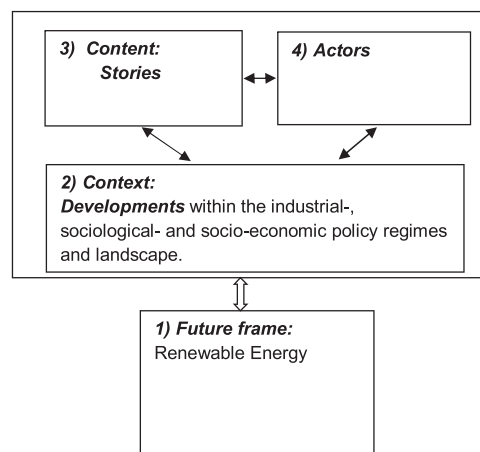 3) Content:
Stories
4) Actors
2) Context:
Developments within the industrial-,
sociological- and socio-economic policy regimes
and landscape.
1) Future frame:
Renewable Energy